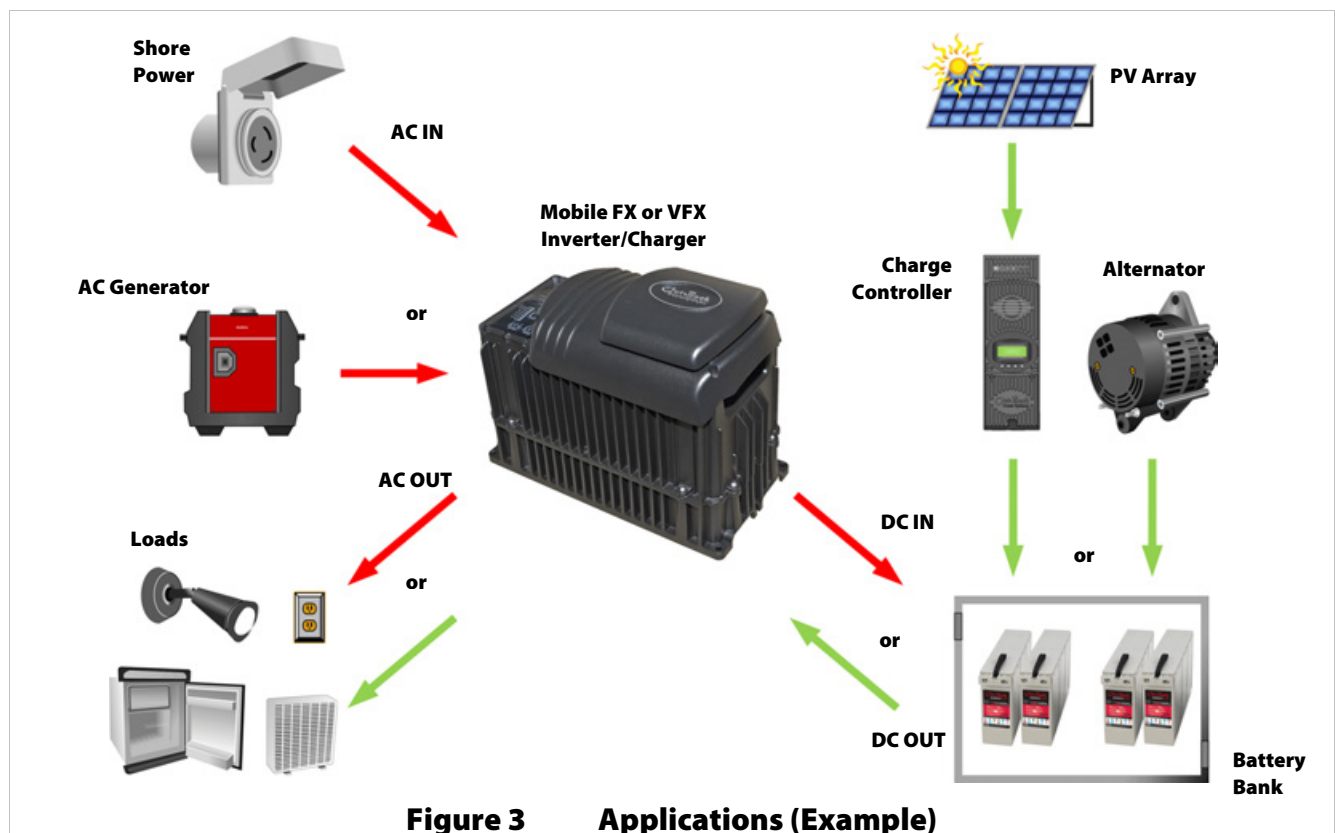 Shore
Power
PV Array
AC IN
Mobile FX or VFX
Inverter/Charger
Charge
Controller
Alternator
AC Generator
or
AC OUT
DC IN
Loads
or
or
or
DC OUT
Battery
Bank
Figure 3 Applications (Example)